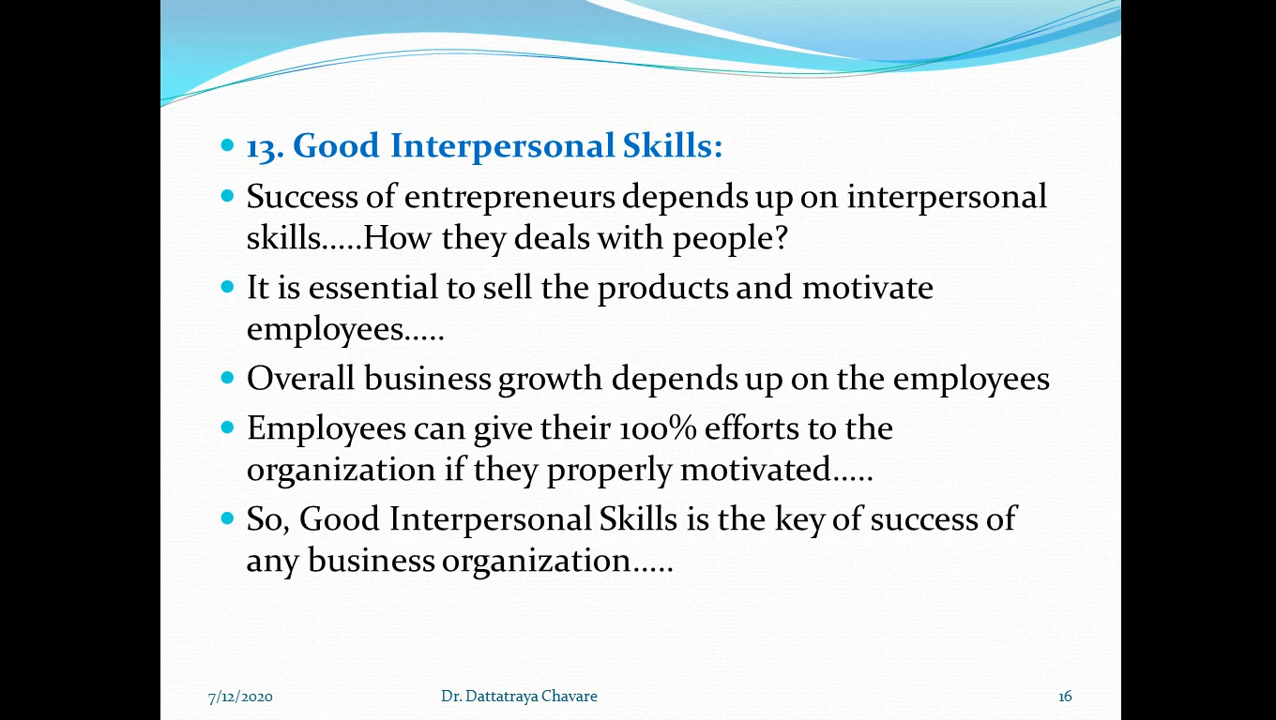 13. Good Interpersonal Skills:
Success of entrepreneurs depends up on interpersonal
skills.....How they deals with people?
It is essential to sell the products and motivate
employees.....
Overall business growth depends up on the employees
Employees can give their 100% efforts to the
organization if they properly motivated.....
So, Good Interpersonal Skills is the key of success of
any business organization.....
7/12/2020 Dr. Dattatraya Chavare 16